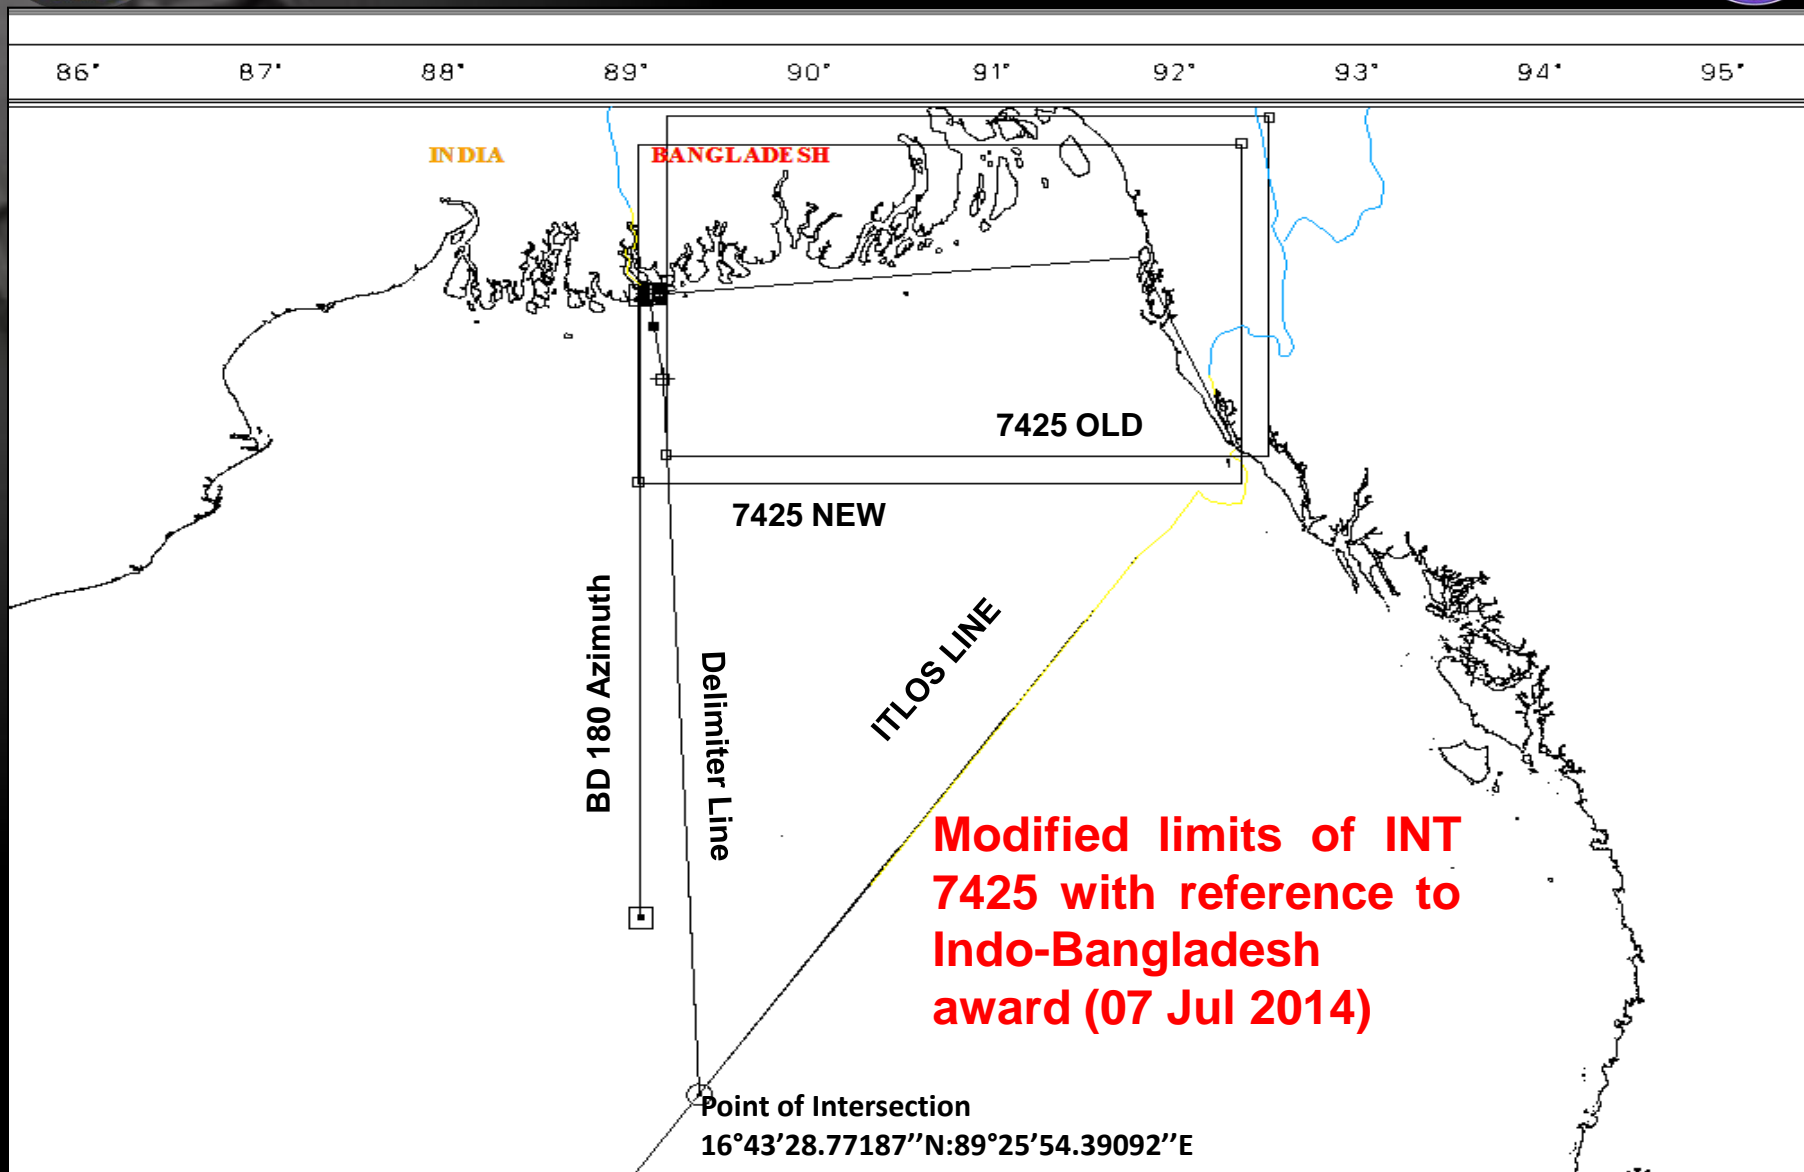 86° 87° 88° 89° 90° 91° 92° 93° 94° 95°
INDIA
BANGLADESH
7425 OLD
7425 NEW
BD 180 Azimuth
Delimiter Line
ITLOS LINE
Modified limits of INT
7425 with reference to
Indo-Bangladesh
award (07 Jul 2014)
Point of Intersection
16°43’28.77187’’N:89°25’54.39092’’E